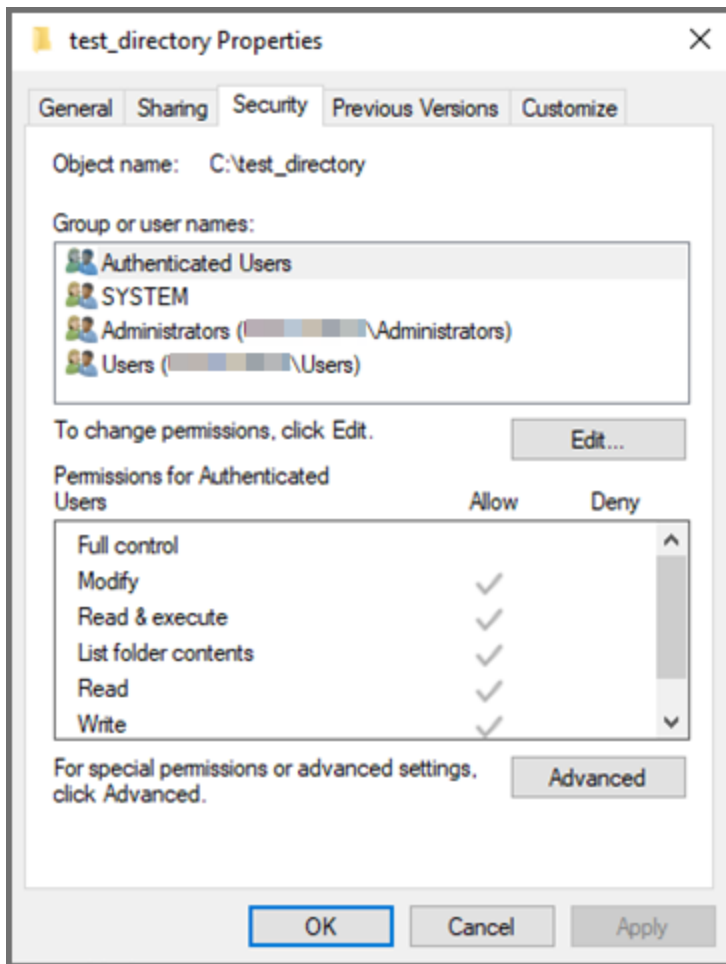 test_directory Properties
General Sharing Security Previous Versions Customize
Object name: C:\test_directory
Group or user names:
Authenticated Users
SYSTEM
Administrators (\Administrators)
Users (\Users)
To change permissions, click Edit.
Edit...
Permissions for Authenticated
Users Allow Deny
Full control
Modify
Read & execute
List folder contents
Read
Write
For special permissions or advanced settings,
click Advanced.
Advanced
OK Cancel Apply